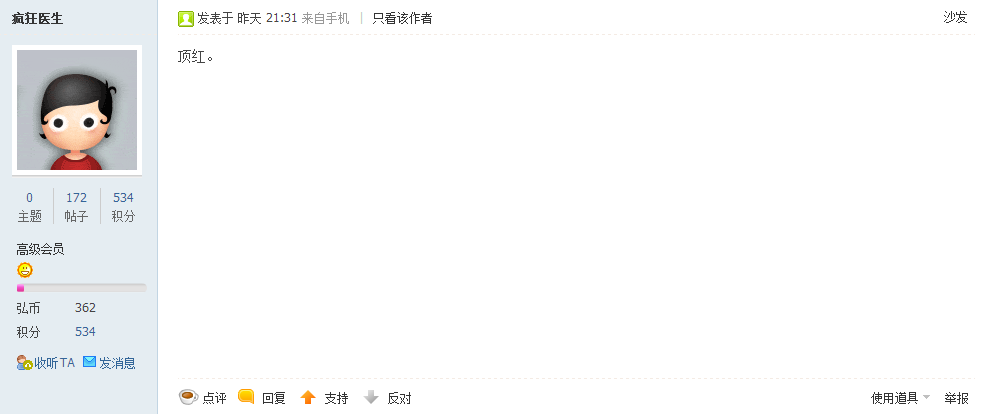 疯狂医生
发表于 昨天 21:31 来自手机 | 只看该作者
沙发
顶红。
0 172 534
主题 帖子 积分
高级会员
弘币 362
积分 534
收听TA 发消息
点评 回复 支持 反对
使用道具 举报